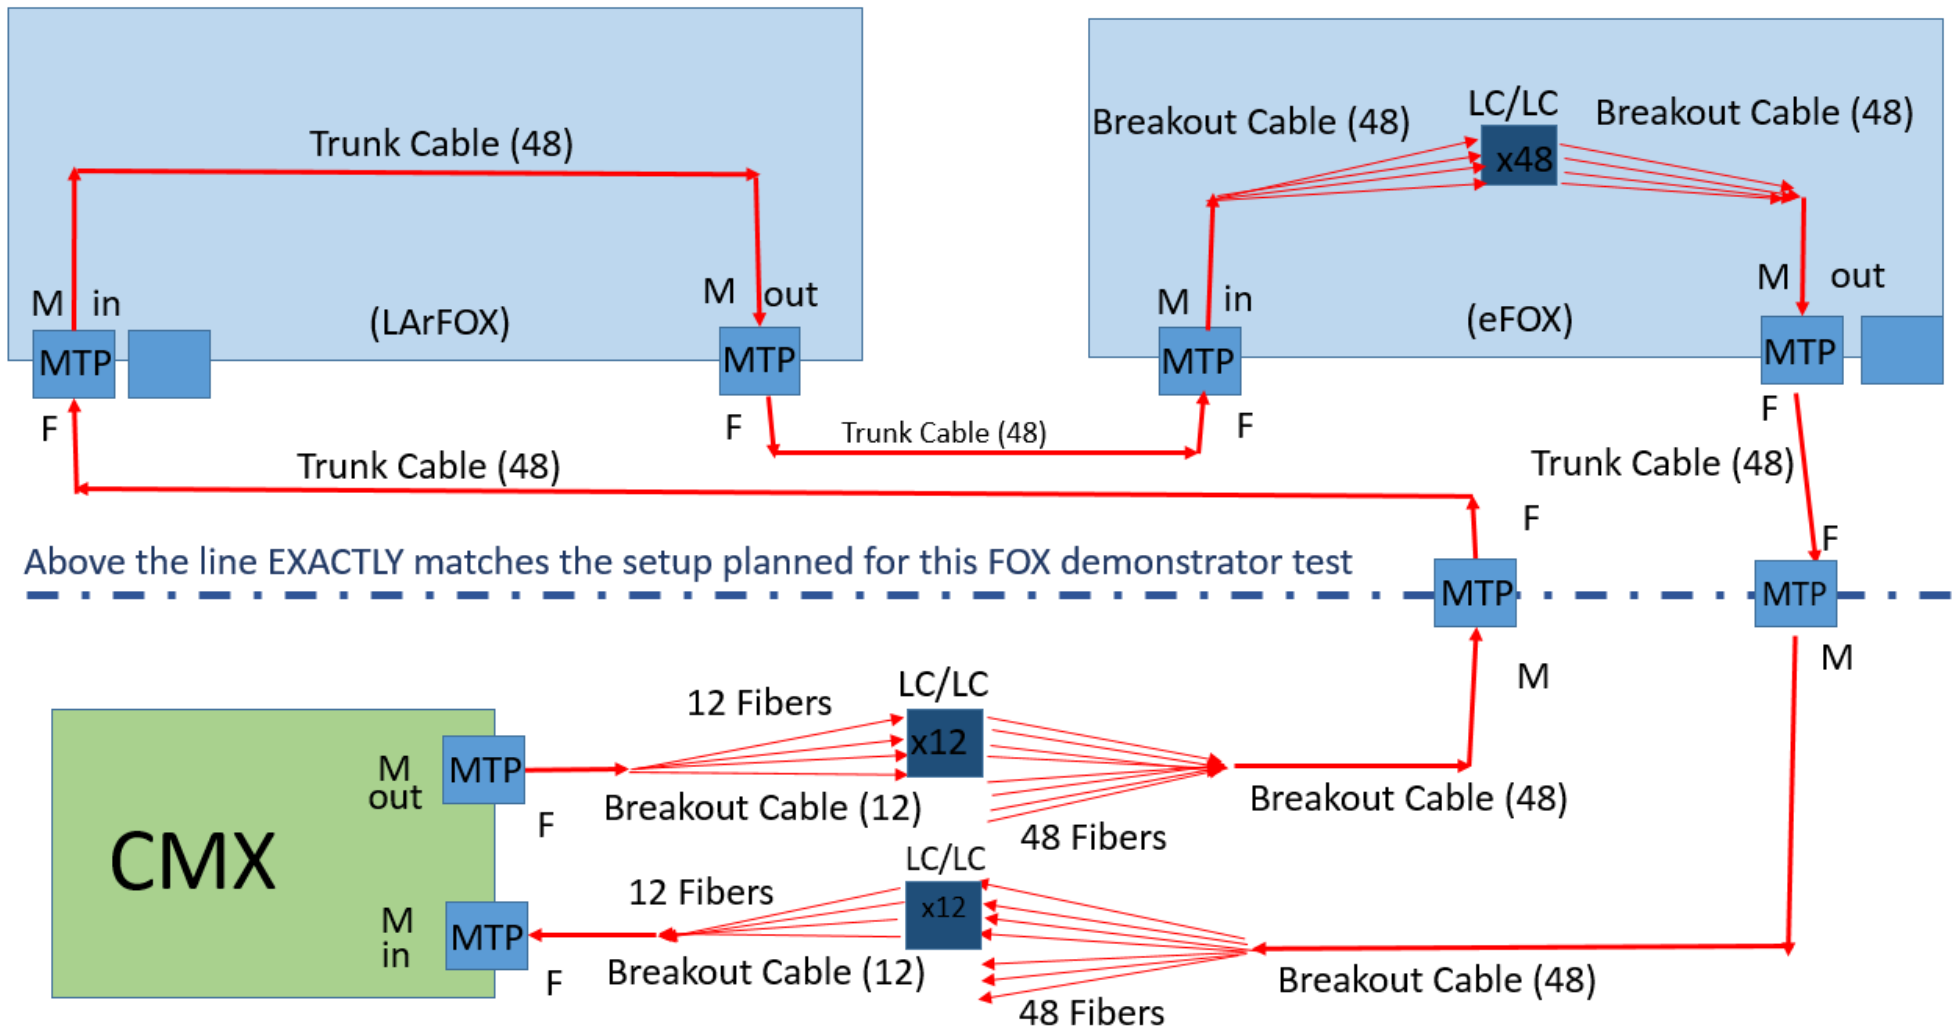 Trunk Cable (48)
M in
(LArFOX)
M out
MTP
MTP
F
F
Trunk Cable (48)
Trunk Cable (48)
Breakout Cable (48)
LC/LC
x48
Breakout Cable (48)
M in
(eFOX)
M out
MTP
MTP
F
F
Trunk Cable (48)
F
F
Above the line EXACTLY matches the setup planned for this FOX demonstrator test
MTP
MTP
M
M
CMX
M
out
MTP
F
12 Fibers
LC/LC
x12
Breakout Cable (12)
48 Fibers
Breakout Cable (48)
M
in
MTP
F
12 Fibers
LC/LC
x12
Breakout Cable (12)
48 Fibers
Breakout Cable (48)